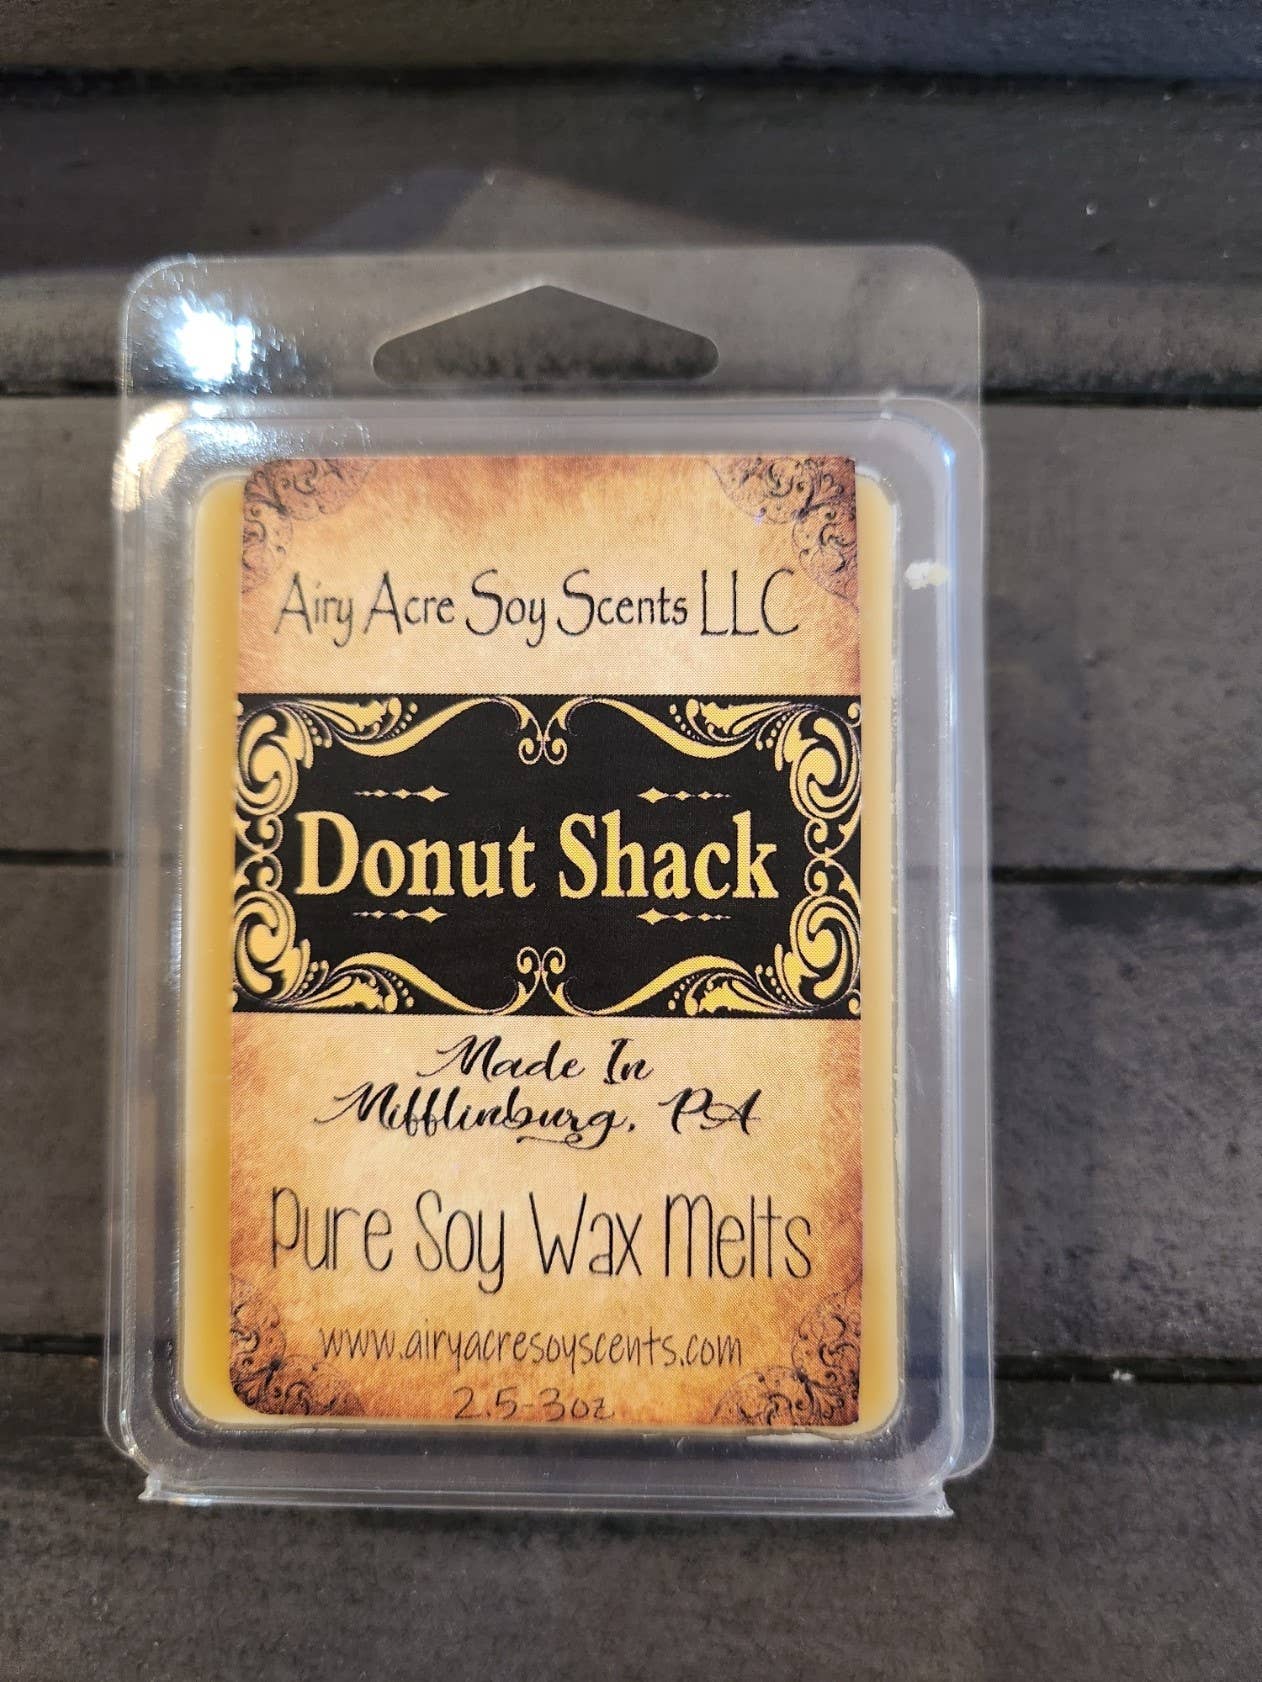 Airy Acre Soy Scents LLC
Donut Shack
Made In
Mifflinburg, PA
Pure Soy Wax Melts
www.airyacresoyscents.com
2.5-3oz